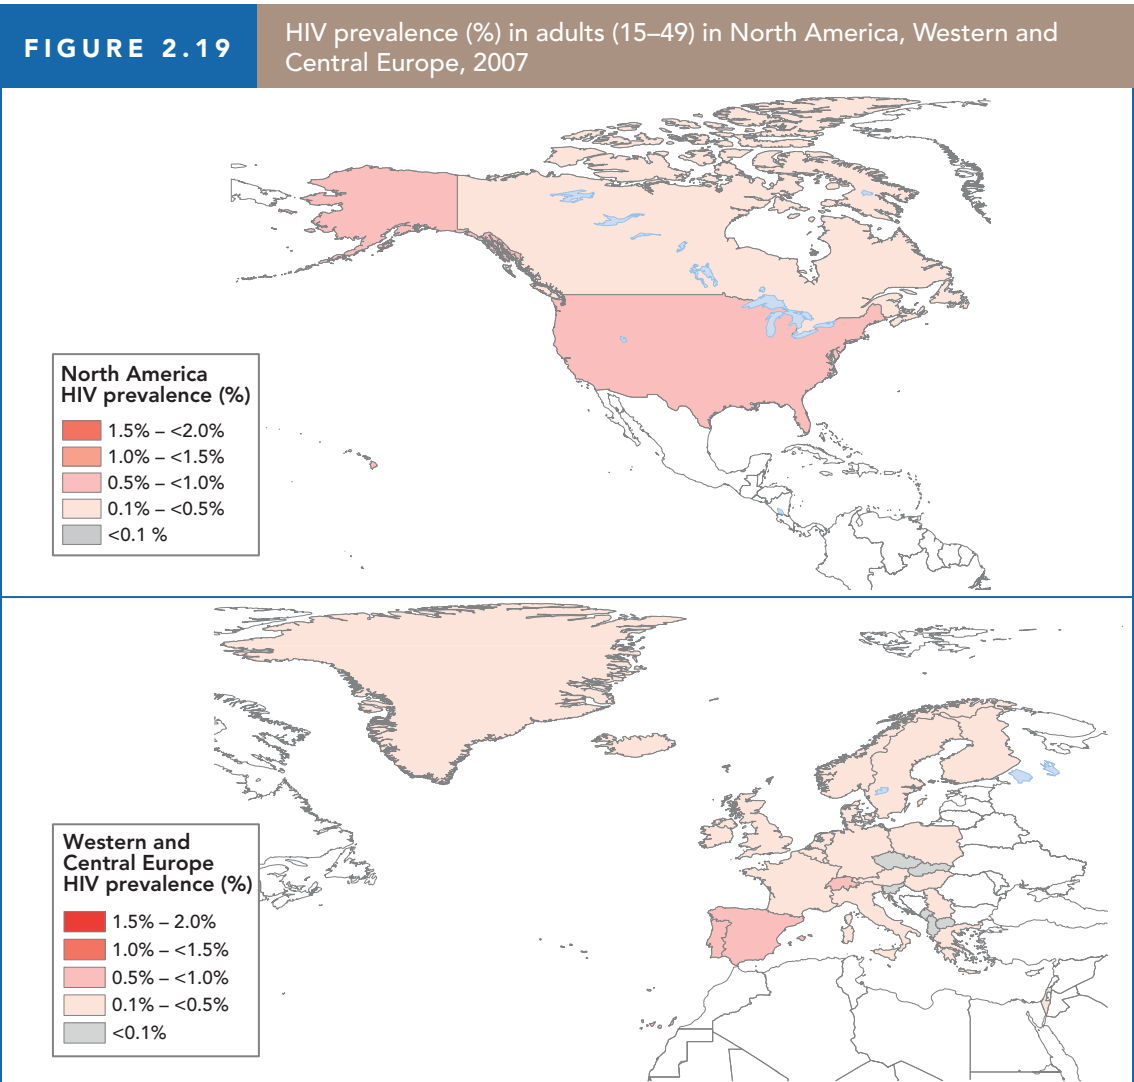 FIGURE 2.19
HIV prevalence (%) in adults (15–49) in North America, Western and
Central Europe, 2007
North America
HIV prevalence (%)
1.5% – <2.0%
1.0% – <1.5%
0.5% – <1.0%
0.1% – <0.5%
<0.1 %
Western and
Central Europe
HIV prevalence (%)
1.5% – 2.0%
1.0% – <1.5%
0.5% – <1.0%
0.1% – <0.5%
<0.1%